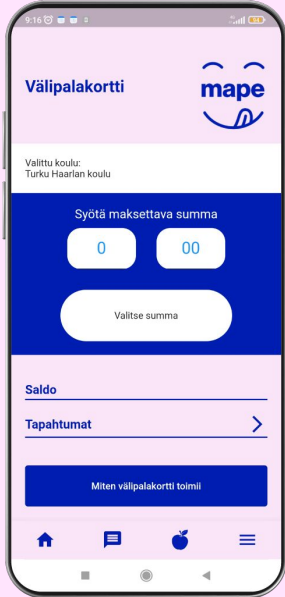 9:16
Välipalakortti
mape
Valittu koulu:
Turku Haarlan koulu
Syötä maksettava summa
0 00
Valitse summa
Saldo
Tapahtumat
Miten välipalakortti toimii